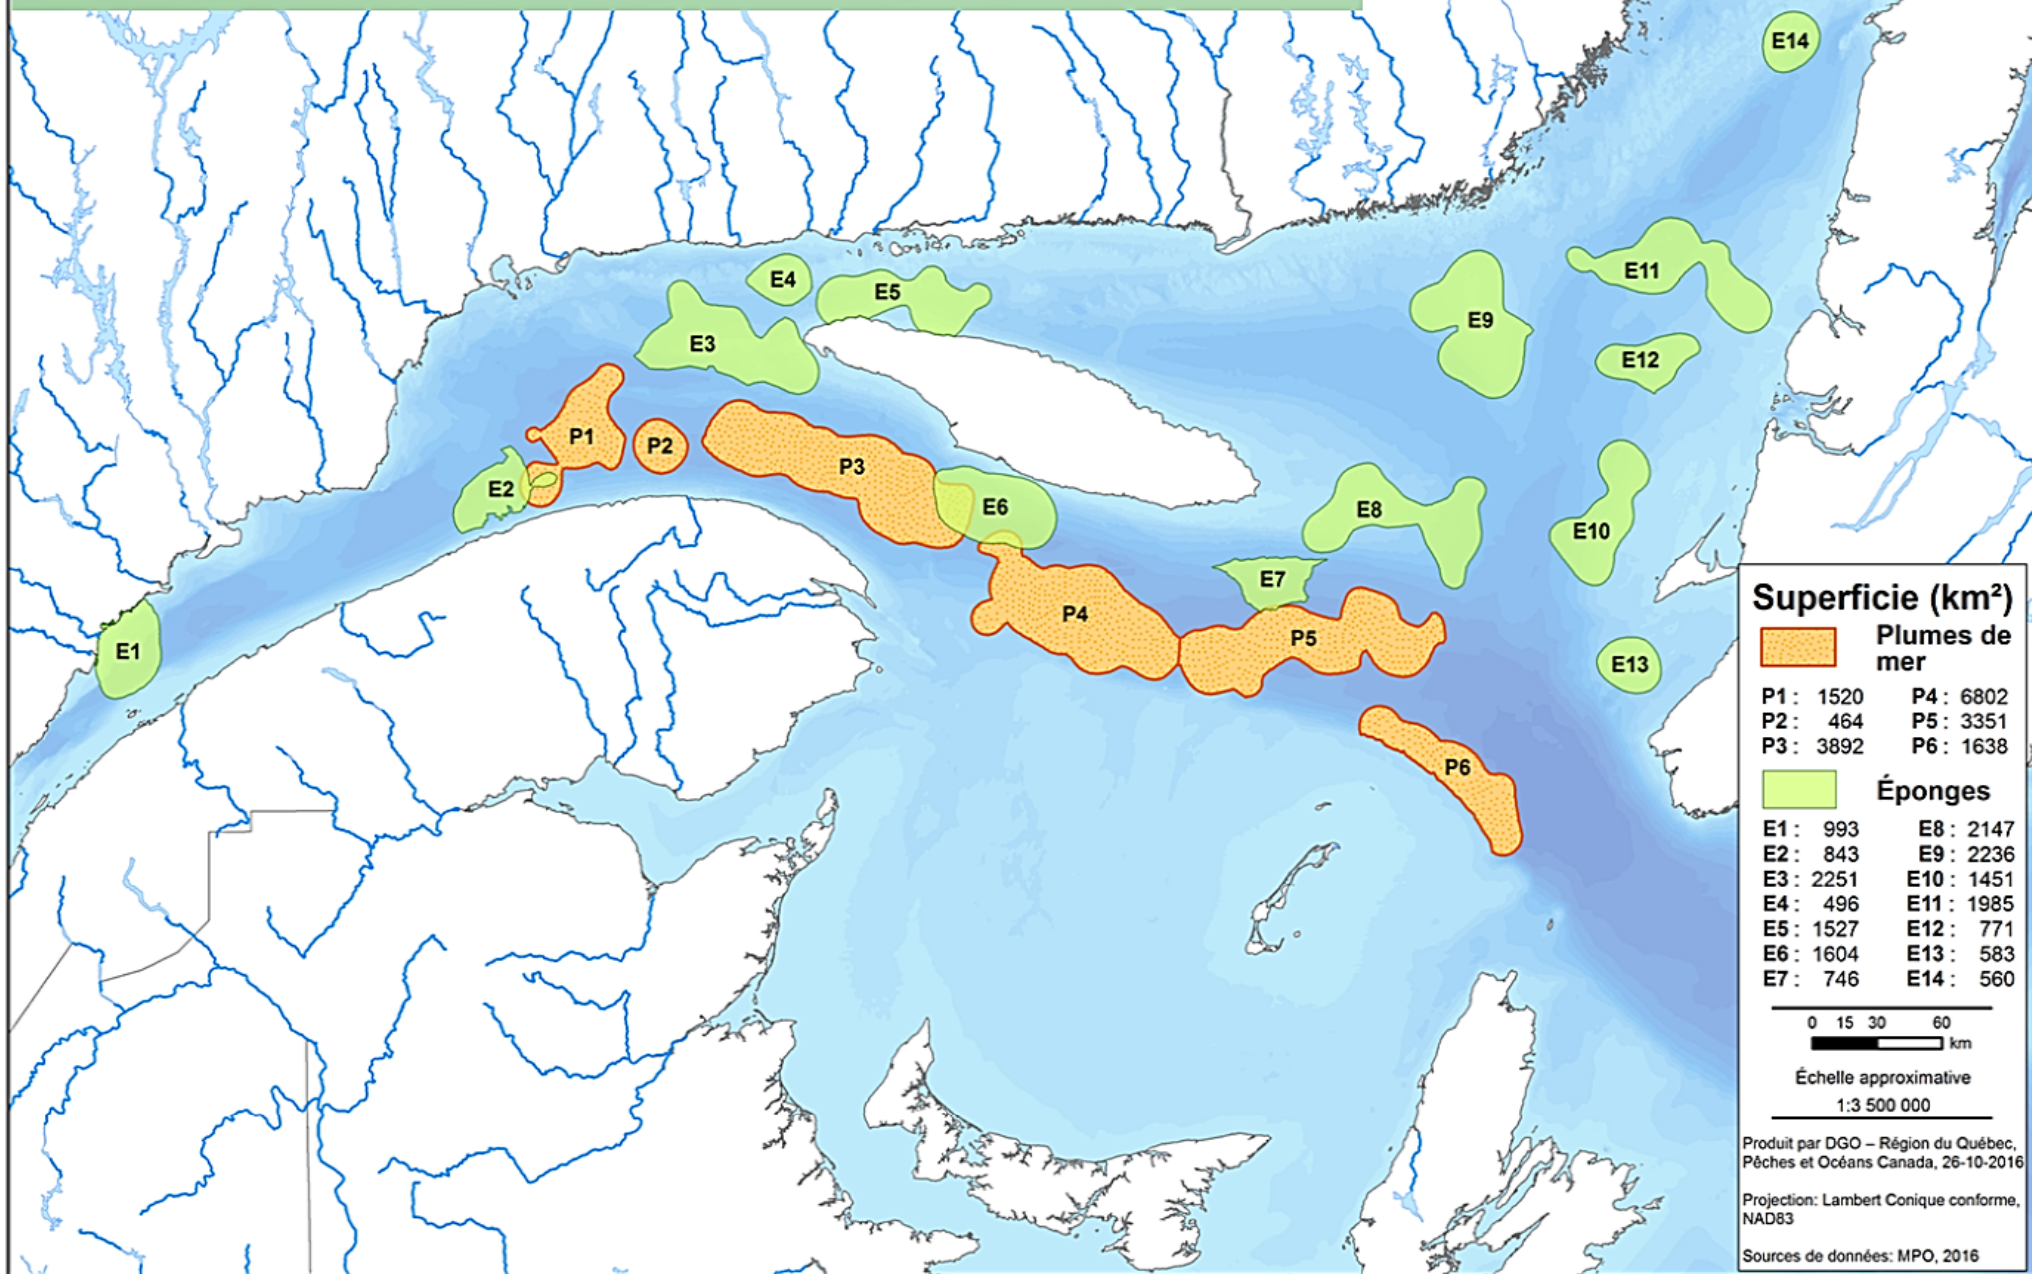 E14
E11
E4
E5
E9
E3
E12
P1
P2
P3
E2
E6
E8
E10
E7
P4
P5
E1
E13
P6
Superficie (km²)
Plumes de
mer
P1 : 1520 P4 : 6802
P2 : 464 P5 : 3351
P3 : 3892 P6 : 1638
Éponges
E1 : 993 E8 : 2147
E2 : 843 E9 : 2236
E3 : 2251 E10 : 1451
E4 : 496 E11 : 1985
E5 : 1527 E12 : 771
E6 : 1604 E13 : 583
E7 : 746 E14 : 560
0 15 30 60
km
Échelle approximative
1:3 500 000
Produit par DGO – Région du Québec,
Pêches et Océans Canada, 26-10-2016
Projection: Lambert Conique conforme,
NAD83
Sources de données: MPO, 2016